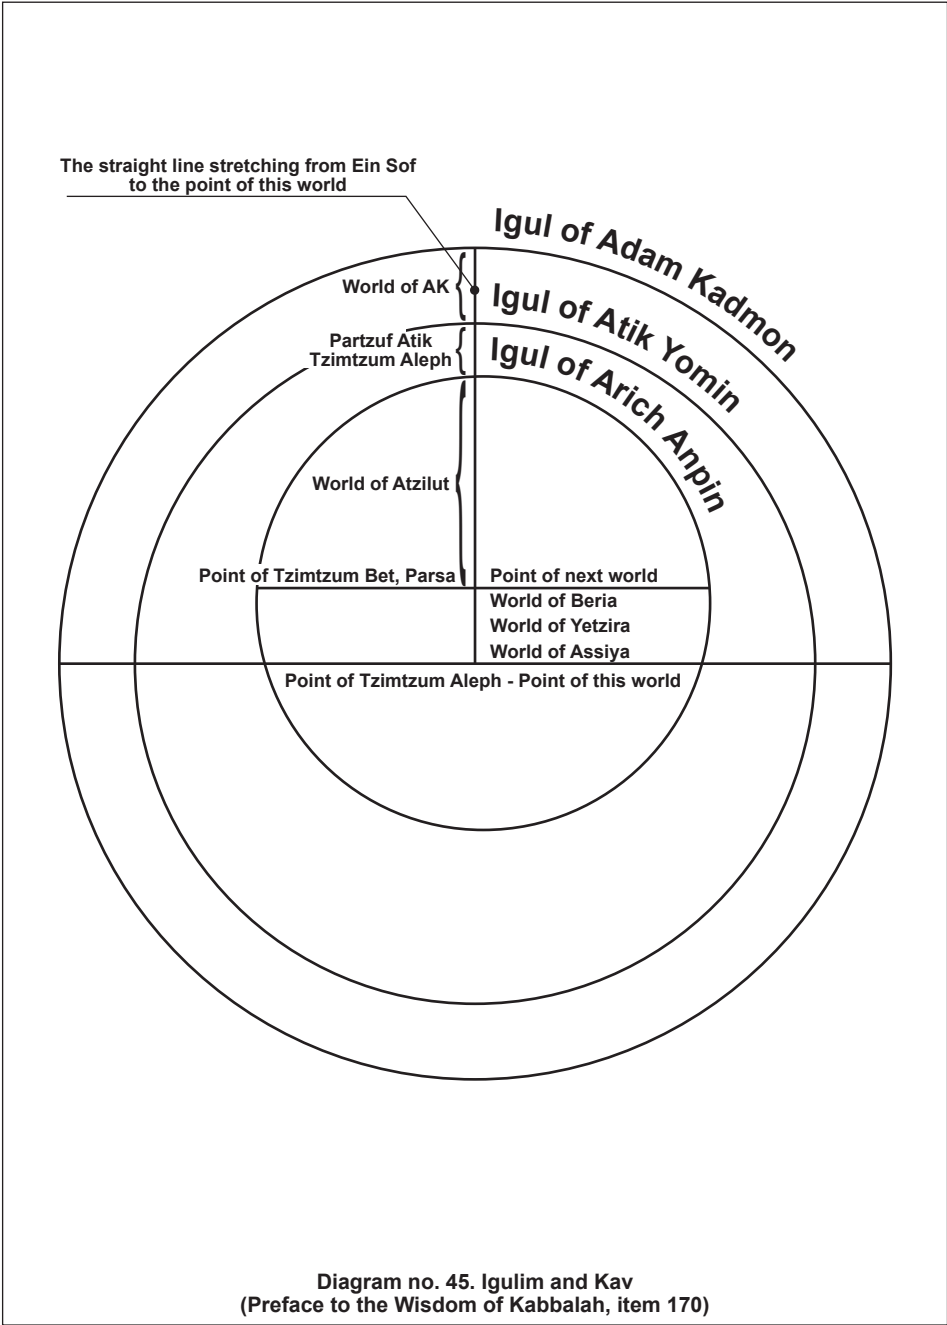 The straight line stretching from Ein Sof
to the point of this world
Igul of Adam Kadmon
World of AK
Igul of Atik Yomin
Partzuf Atik
Tzimtzum Aleph
Igul of Arich Anpin
World of Atzilut
Point of Tzimtzum Bet, Parsa
Point of next world
World of Beria
World of Yetzira
World of Assiya
Point of Tzimtzum Aleph - Point of this world
Diagram no. 45. Igulim and Kav
(Preface to the Wisdom of Kabbalah, item 170)